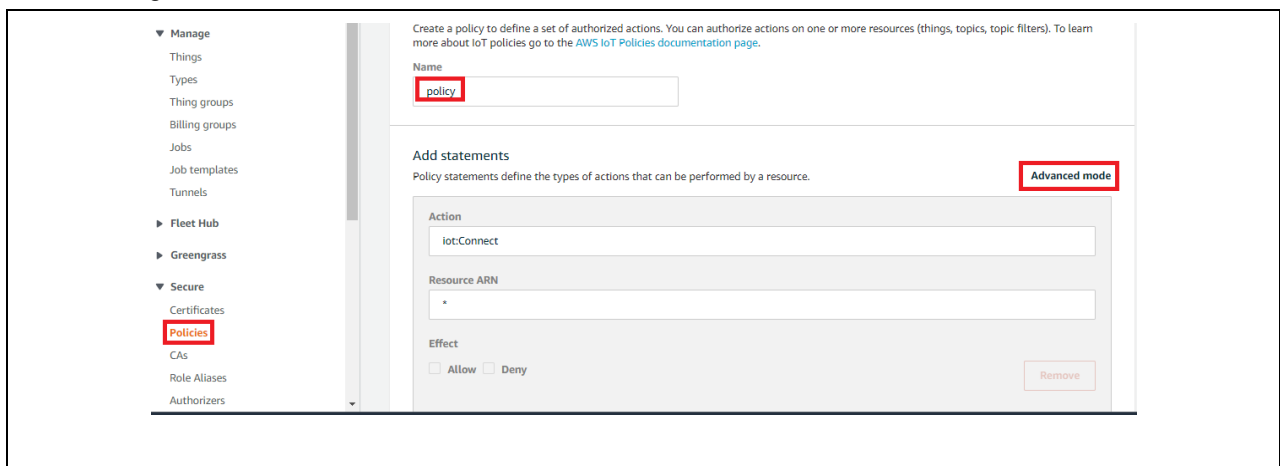 Manage
Things
Types
Thing groups
Billing groups
Jobs
Job templates
Tunnels
Fleet Hub
Greengrass
Secure
Certificates
Policies
CAs
Role Aliases
Authorizers
Create a policy to define a set of authorized actions. You can authorize actions on one or more resources (things, topics, topic filters). To learn
more about IoT policies go to the AWS IoT Policies documentation page.
Name
policy
Add statements
Policy statements define the types of actions that can be performed by a resource.
Advanced mode
Action
iot:Connect
Resource ARN
*
Effect
Allow Deny
Remove